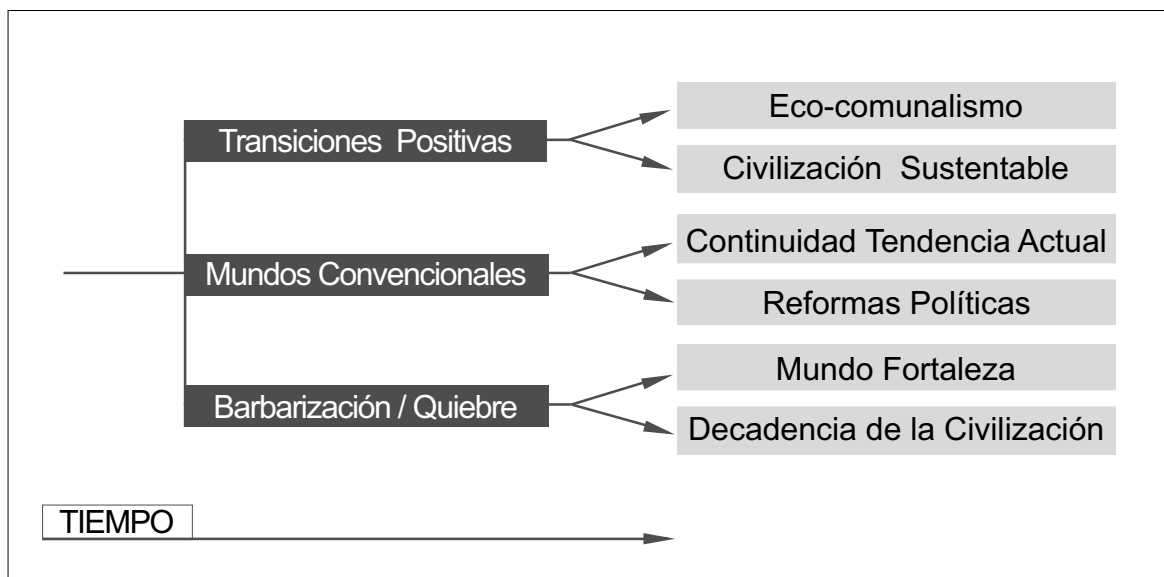 Transiciones Positivas
Eco-comunalismo
Civilización Sustentable
Mundos Convencionales
Continuidad Tendencia Actual
Reformas Políticas
Barbarización / Quiebre
Mundo Fortaleza
Decadencia de la Civilización
TIEMPO